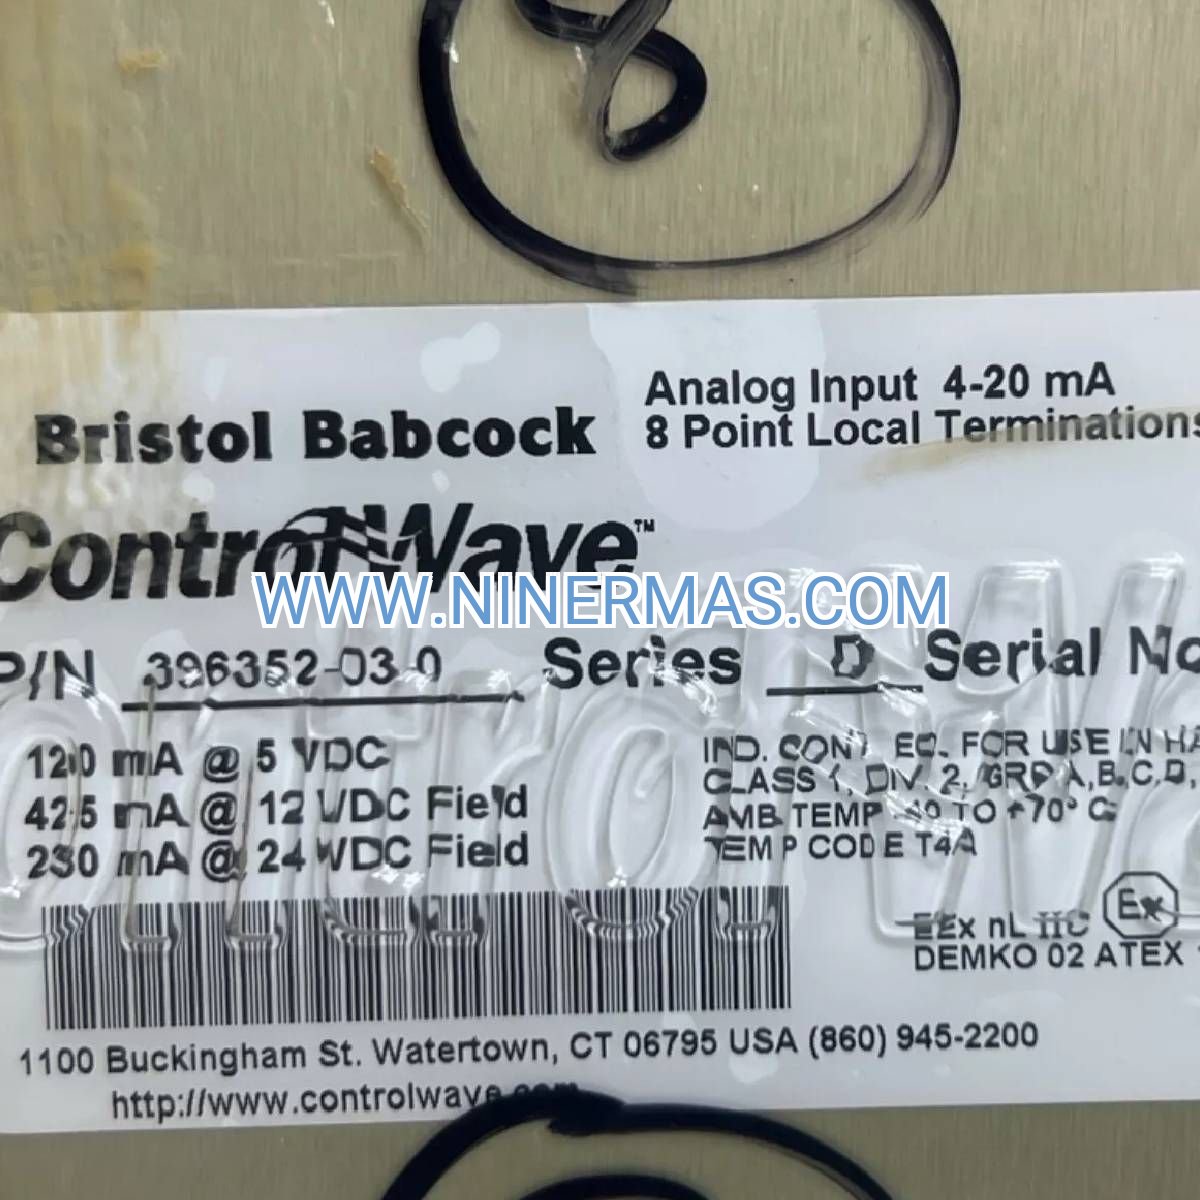 8
Analog Input 4-20 mA
Bristol Babcock 8 Point Local Terminations
ControlWave™
WWW.NINERMAS.COM
P/N 396352-03-0 Series D Serial No
120 mA @ 5 VDC
425 mA @ 12 VDC Field
230 mA @ 24 VDC Field
IND. CONT. EQ. FOR USE IN HA
CLASS 1, DIV. 2, GRP A,B,C,D,
AMB TEMP -40 TO +70° C
TEMP CODE T4A
EEx nL IIC Ex
DEMKO 02 ATEX
1100 Buckingham St. Watertown, CT 06795 USA (860) 945-2200
http://www.controlwave.com